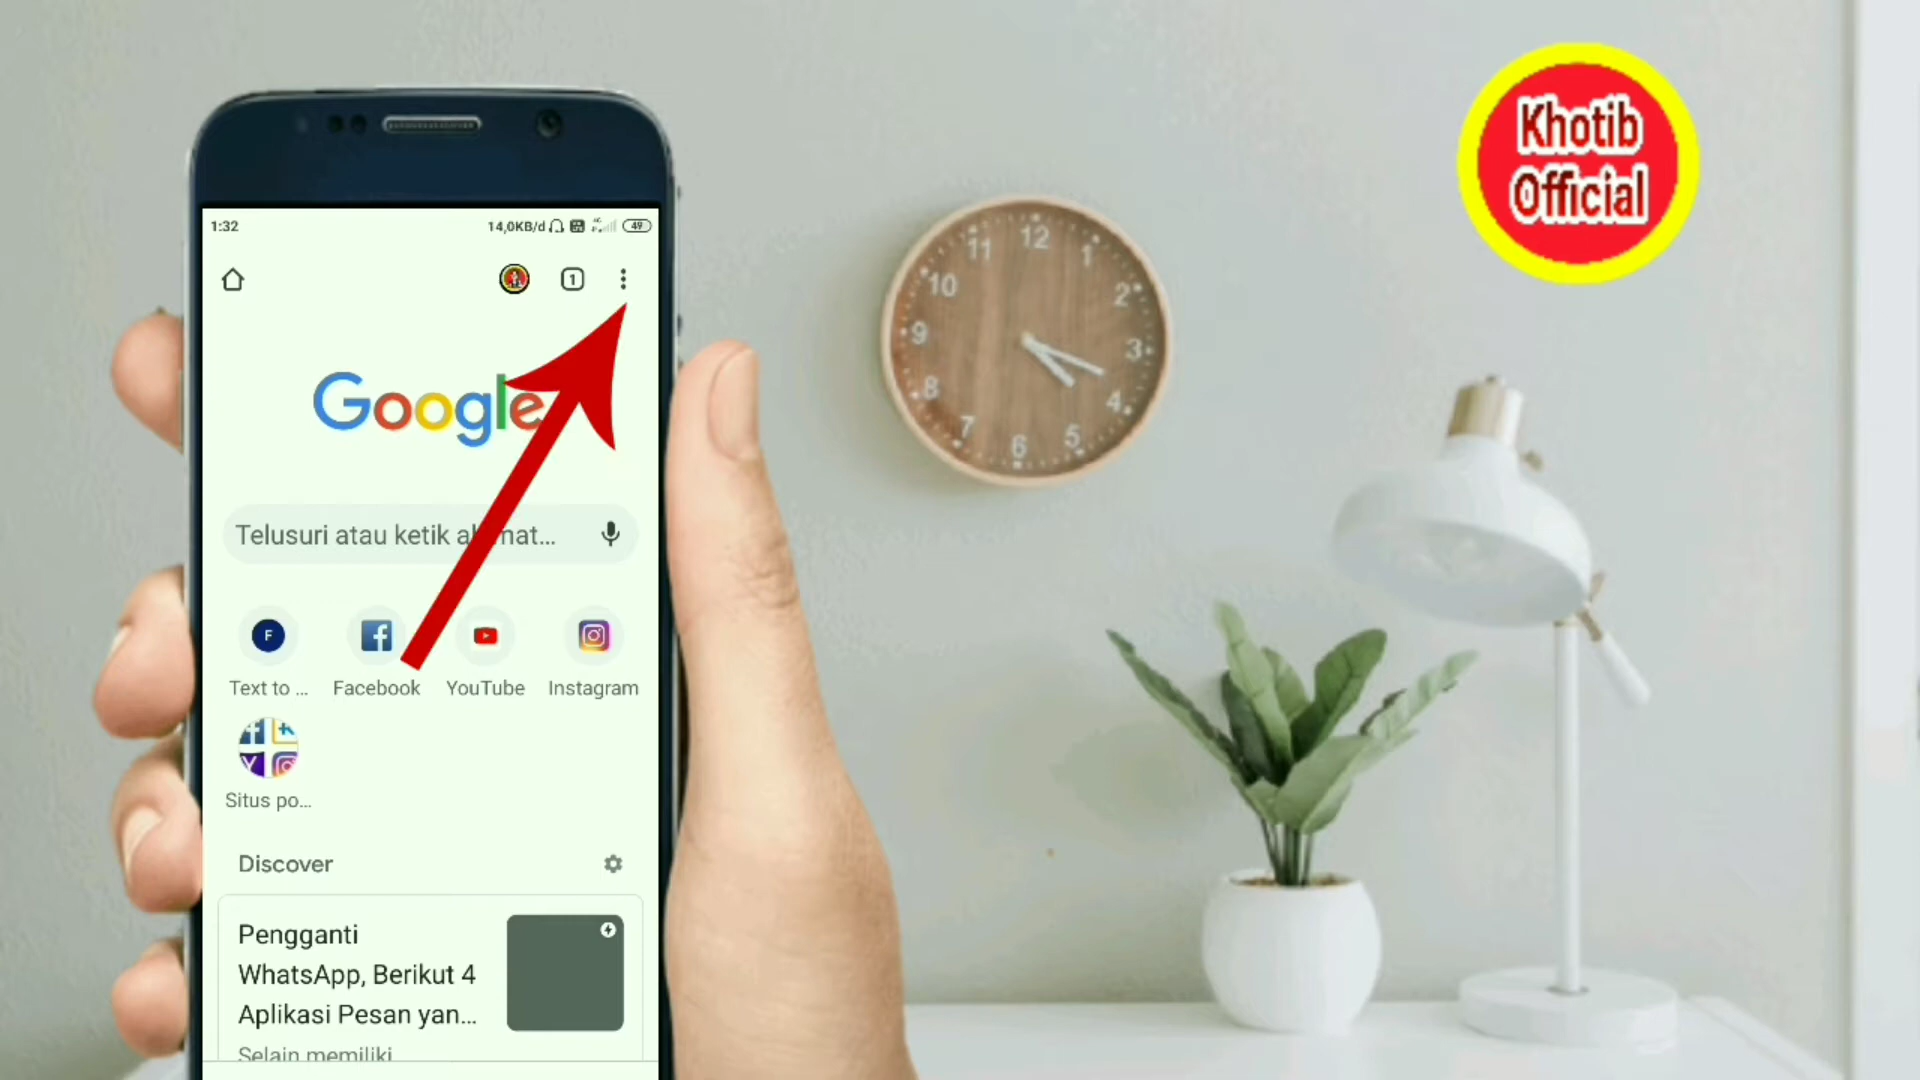 Khotib
Official
1:32
14,0KB/d
49
1
Google
Telusuri atau ketik alamat...
F
Text to ...
Facebook
YouTube
Instagram
Situs po...
Discover
Pengganti
WhatsApp, Berikut 4
Aplikasi Pesan yan...
Selain memiliki
12
1
2
3
4
5
6
7
8
9
10
11